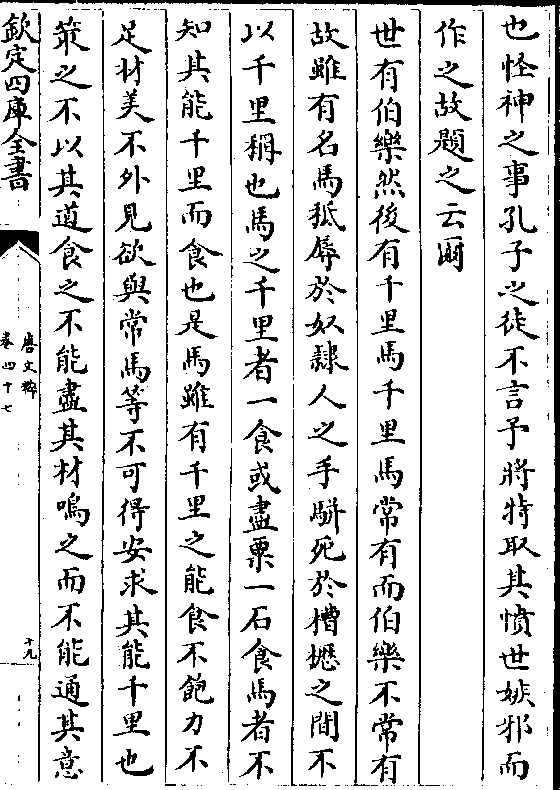 也怪神之事孔子之徒不言予將特取其憤世嫉邪而
作之故題之云爾
世有伯樂然後有千里馬千里馬常有而伯樂不常有
故雖有名馬秪辱於奴隸人之手駢死於槽櫪之間不
以千里稱也馬之千里者一食或盡粟一石食馬者不
知其能千里而食也是馬雖有千里之能食不飽力不
足材美不外見欲與常馬等不可得安求其能千里也
策之不以其道食之不能盡其材鳴之而不能通其意
欽定四庫全書
唐文粹
卷四十七
十九